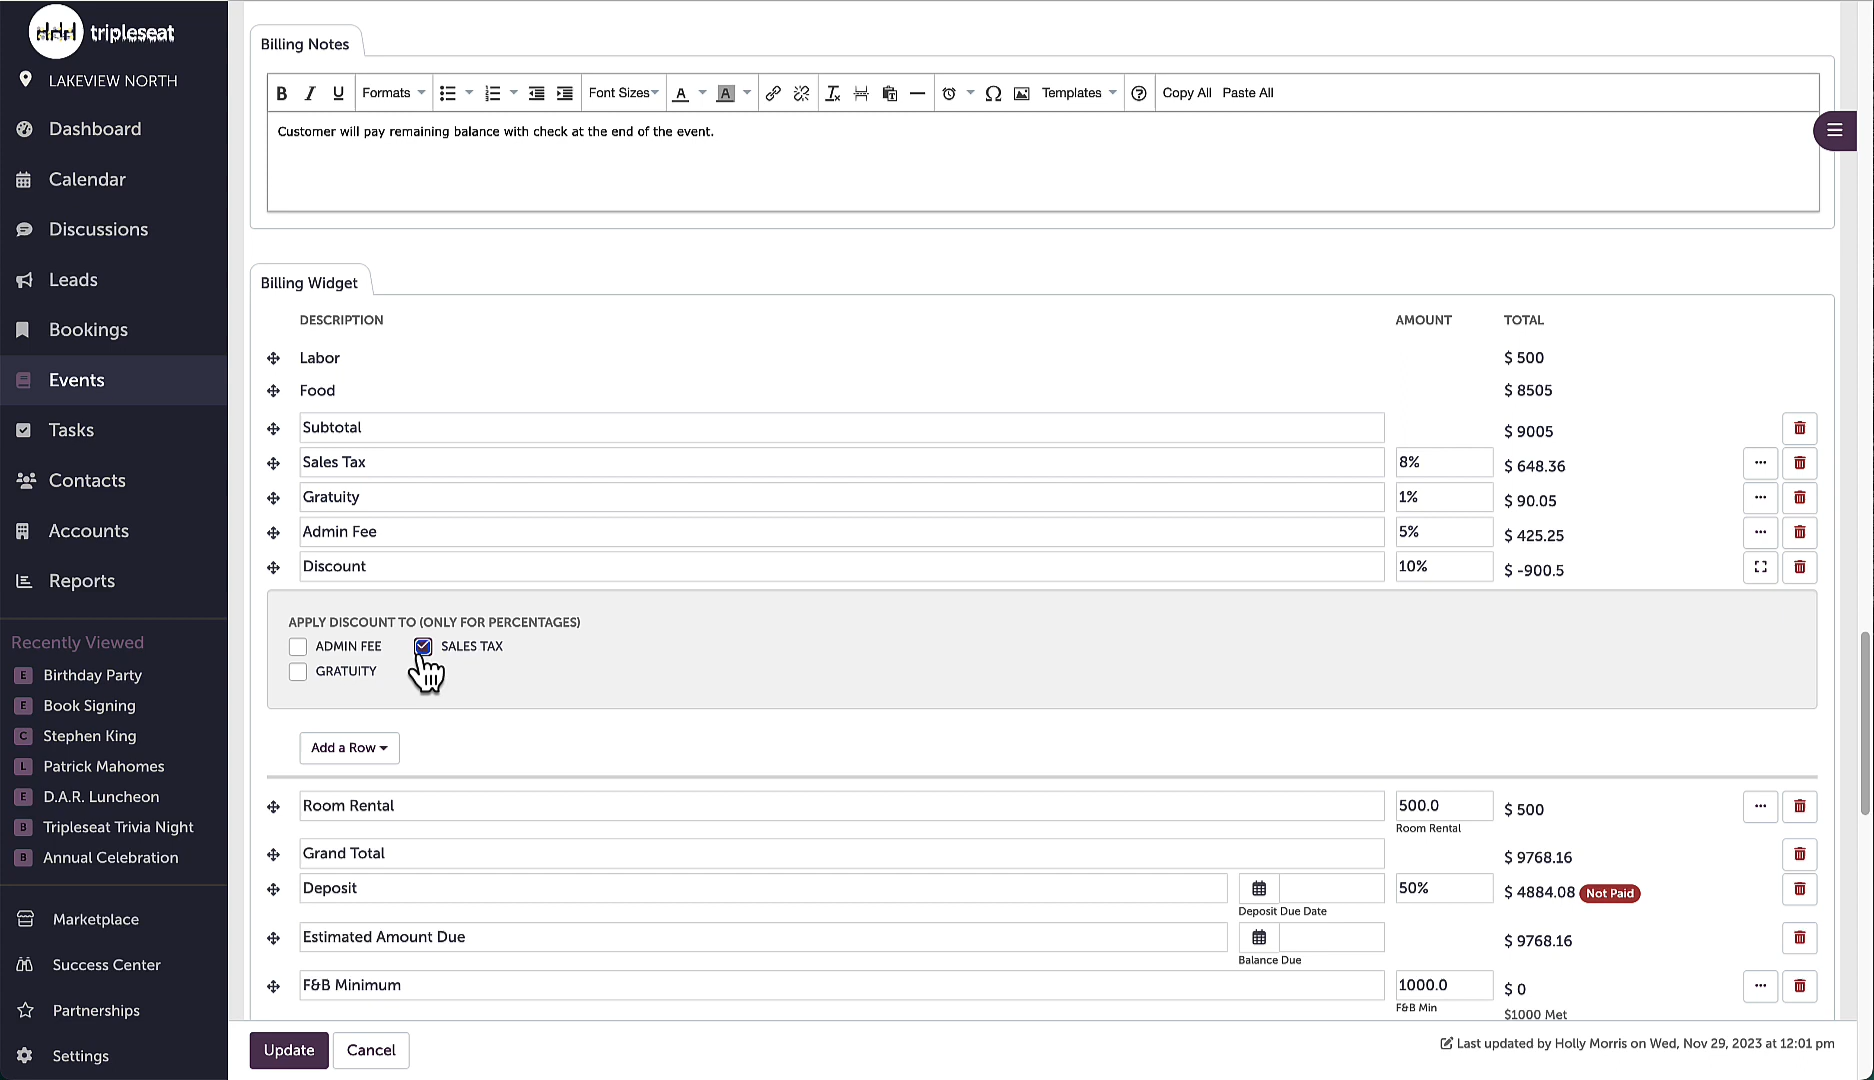 tripleseat
LAKEVIEW NORTH
Dashboard
Calendar
Discussions
Leads
Bookings
Events
Tasks
Contacts
Accounts
Reports
Recently Viewed
E Birthday Party
E Book Signing
C Stephen King
L Patrick Mahomes
E D.A.R. Luncheon
B Tripleseat Trivia Night
B Annual Celebration
Marketplace
Success Center
Partnerships
Settings
Billing Notes
B I U Formats Font Sizes A A Templates Copy All Paste All
Customer will pay remaining balance with check at the end of the event.
Billing Widget
DESCRIPTION AMOUNT TOTAL
Labor $ 500
Food $ 8505
Subtotal $ 9005
Sales Tax 8% $ 648.36
Gratuity 1% $ 90.05
Admin Fee 5% $ 425.25
Discount 10% $ -900.5
APPLY DISCOUNT TO (ONLY FOR PERCENTAGES)
ADMIN FEE SALES TAX
GRATUITY
Add a Row
Room Rental 500.0 $ 500
Room Rental
Grand Total $ 9768.16
Deposit 50% $ 4884.08 Not Paid
Deposit Due Date
Estimated Amount Due $ 9768.16
Balance Due
F&B Minimum 1000.0 $ 0
F&B Min $1000 Met
Update Cancel Last updated by Holly Morris on Wed, Nov 29, 2023 at 12:01 pm